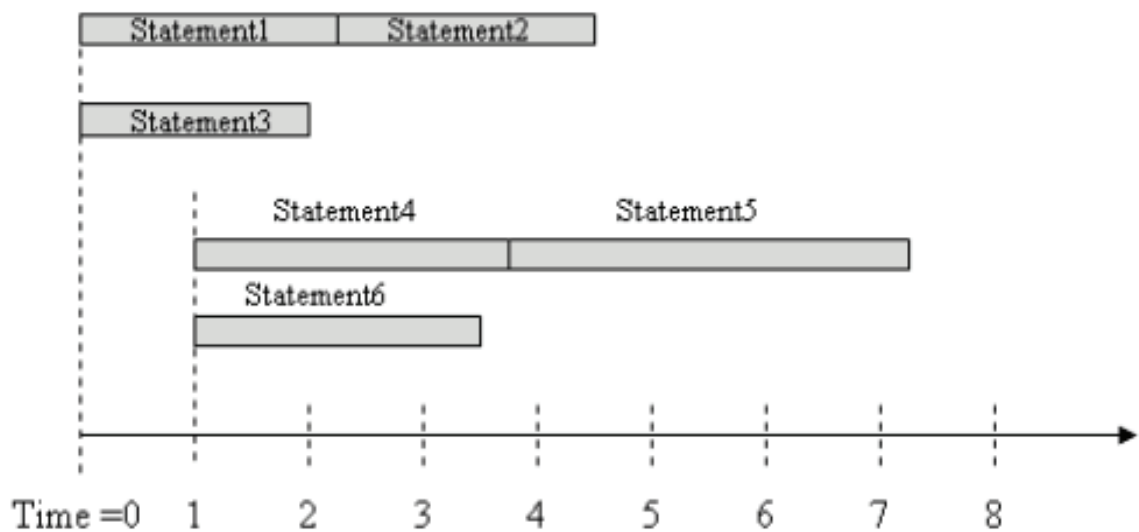 Statement1 Statement2
Statement3
Statement4 Statement5
Statement6
Time =0 1 2 3 4 5 6 7 8